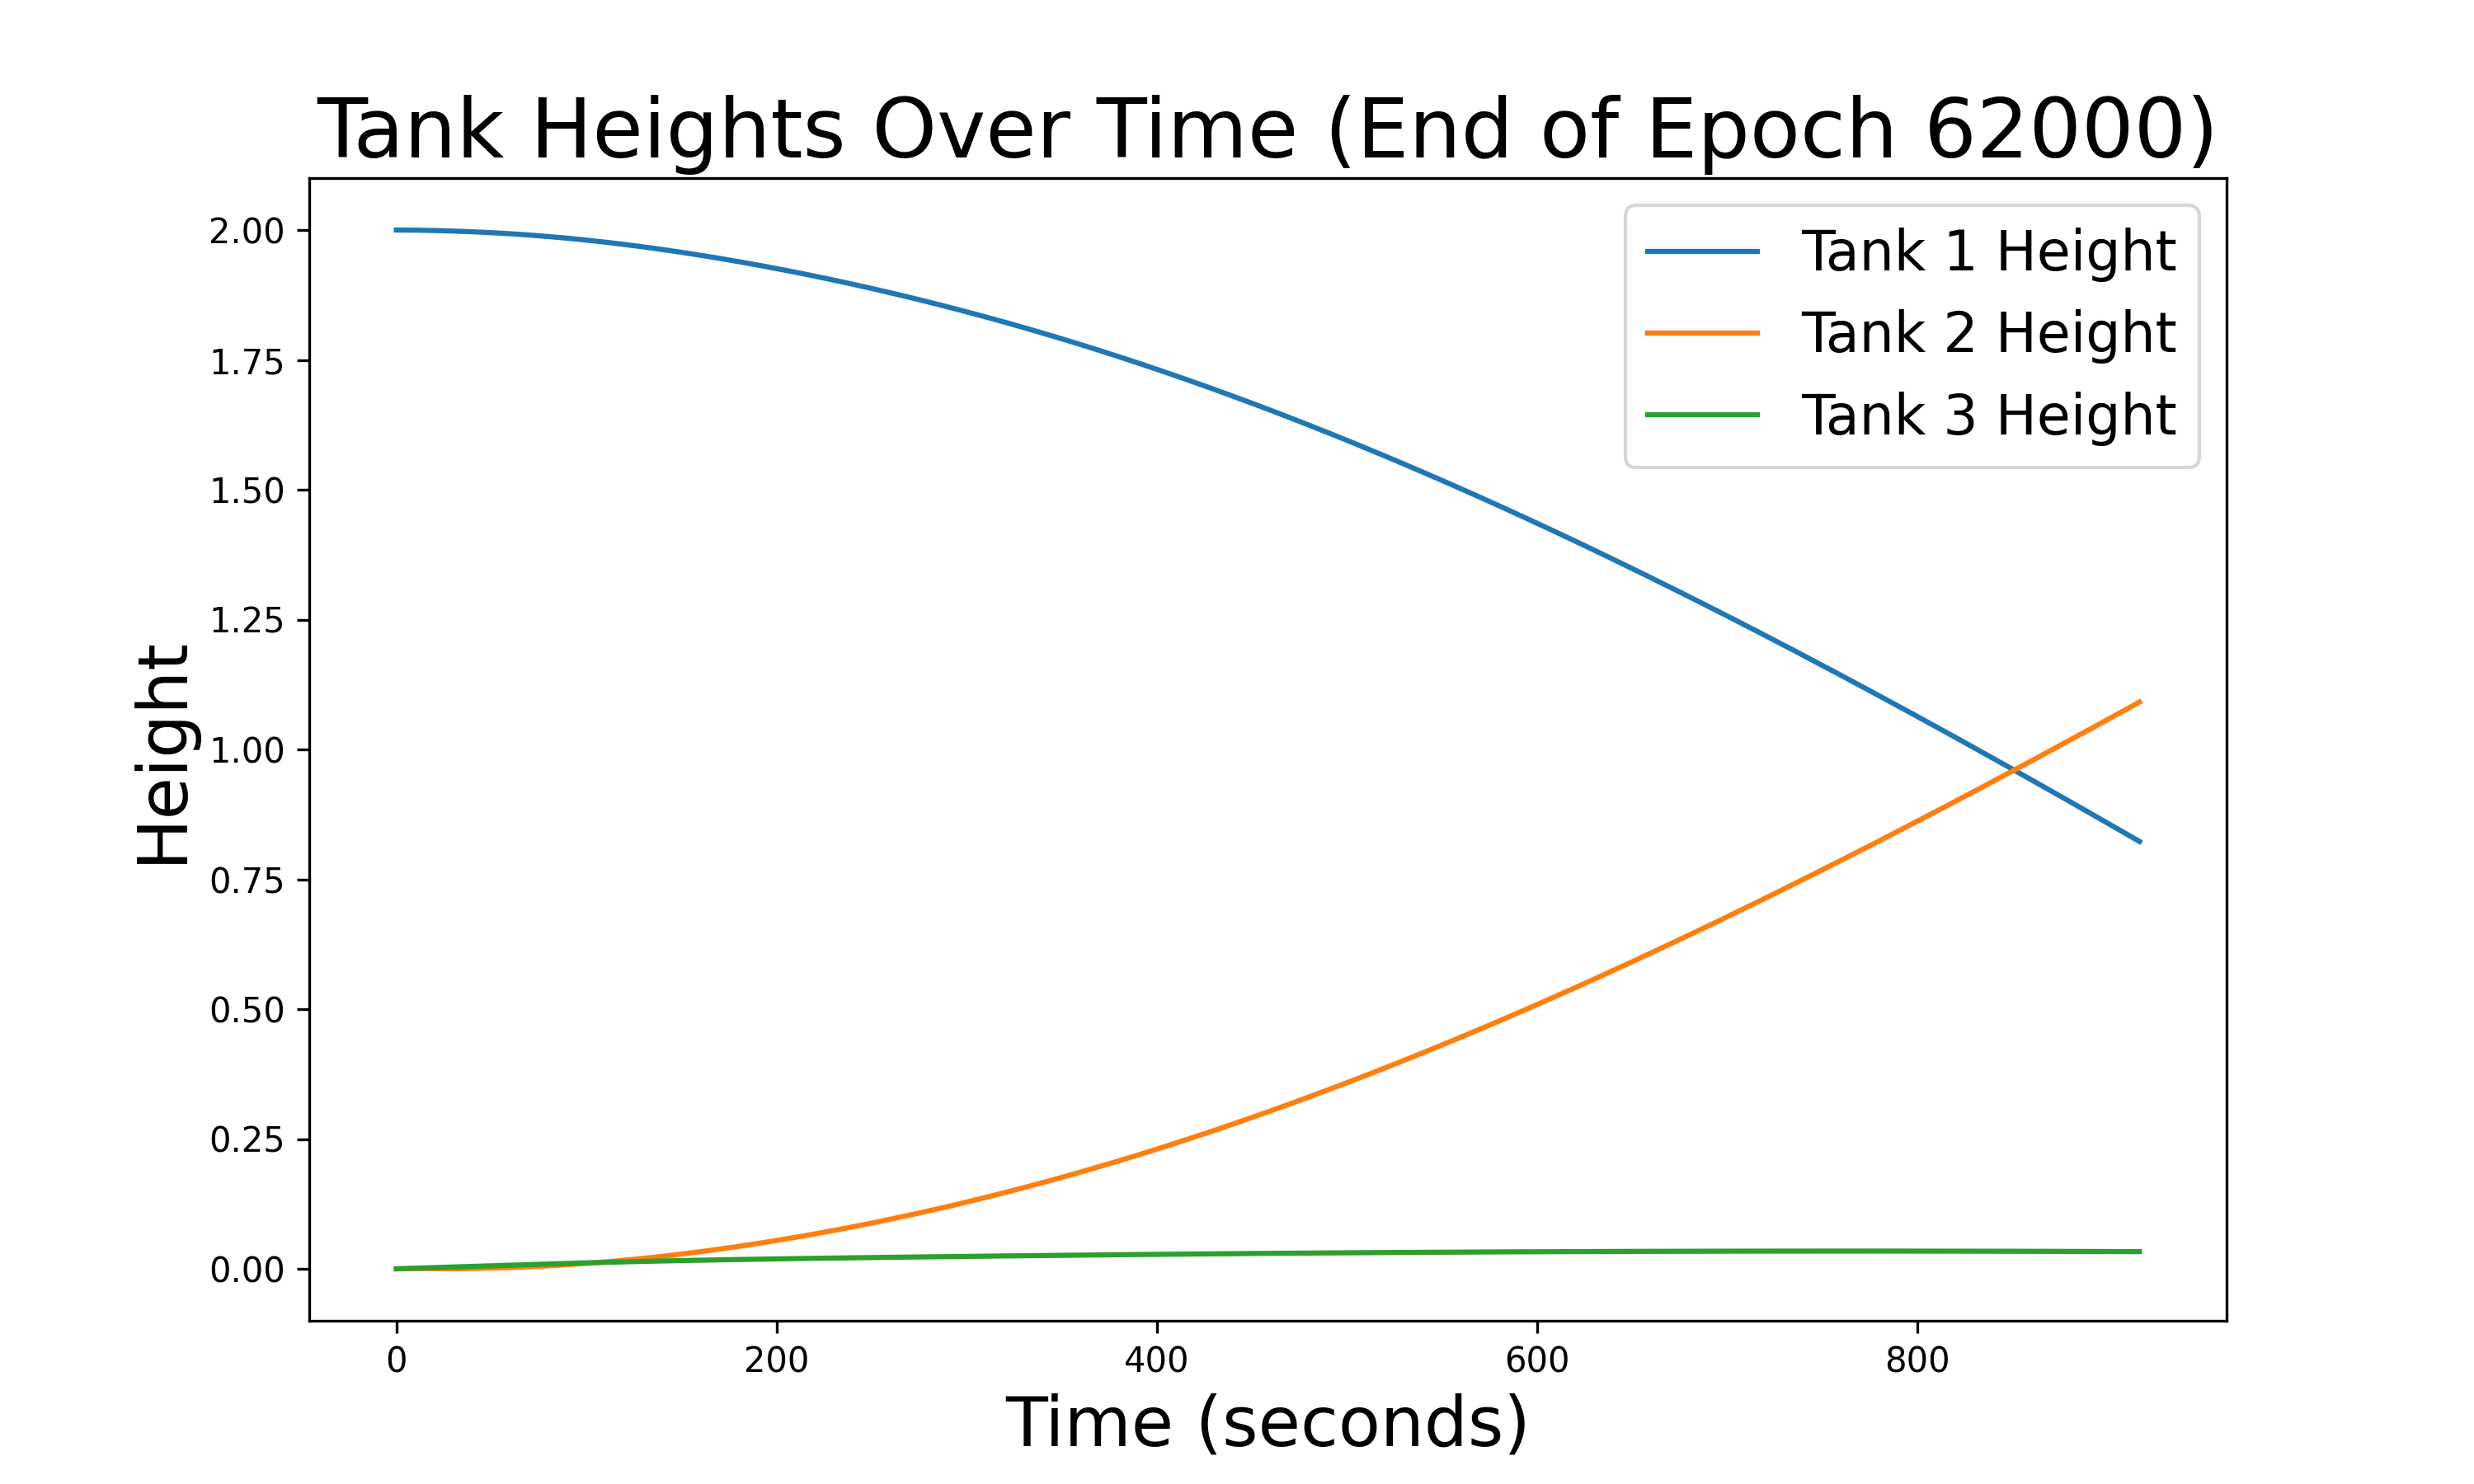 Tank Heights Over Time (End of Epoch 62000)
Tank 1 Height
Tank 2 Height
Tank 3 Height
Height
2.00
1.75
1.50
1.25
1.00
0.75
0.50
0.25
0.00
0 200 400 600 800
Time (seconds)